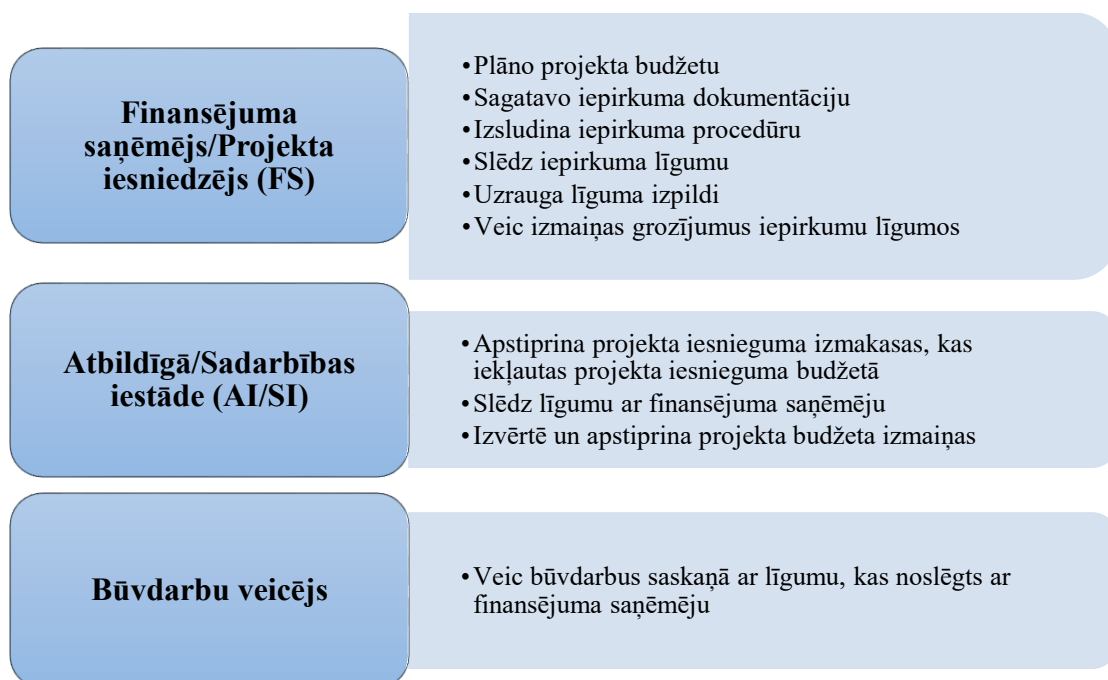 Finansējuma
saņēmējs/Projekta
iesniedzējs (FS)
•Plāno projekta budžetu
•Sagatavo iepirkuma dokumentāciju
•Izsludina iepirkuma procedūru
•Slēdz iepirkuma līgumu
•Uzrauga līguma izpildi
•Veic izmaiņas grozījumus iepirkumu līgumos
Atbildīgā/Sadarbības
iestāde (AI/SI)
•Apstiprina projekta iesnieguma izmakasas, kas
iekļautas projekta iesnieguma budžetā
•Slēdz līgumu ar finansējuma saņēmēju
•Izvērtē un apstiprina projekta budžeta izmaiņas
Būvdarbu veicējs
•Veic būvdarbus saskaņā ar līgumu, kas noslēgts ar
finansējuma saņēmēju